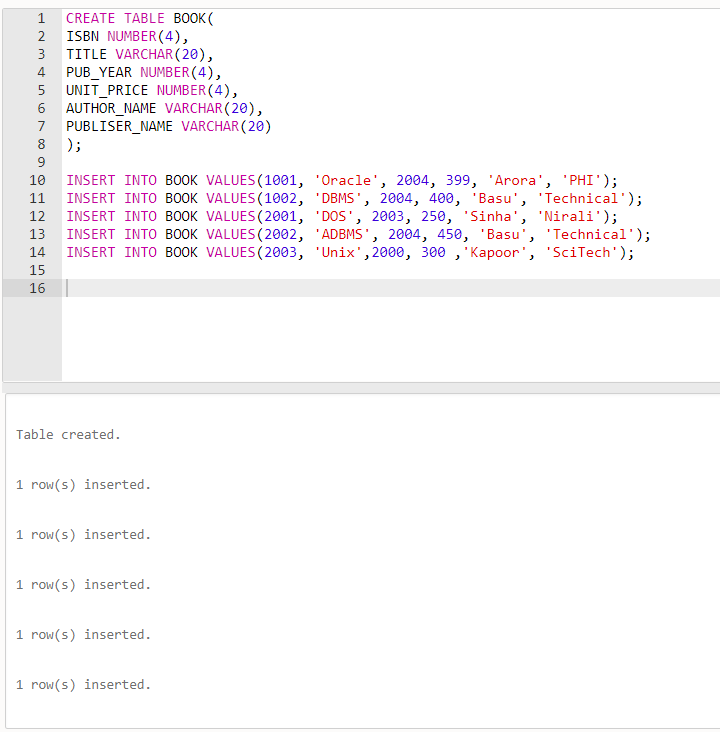 1 CREATE TABLE BOOK(
2 ISBN NUMBER(4),
3 TITLE VARCHAR(20),
4 PUB_YEAR NUMBER(4),
5 UNIT_PRICE NUMBER(4),
6 AUTHOR_NAME VARCHAR(20),
7 PUBLISER_NAME VARCHAR(20)
8 );
9
10 INSERT INTO BOOK VALUES(1001, 'Oracle', 2004, 399, 'Arora', 'PHI');
11 INSERT INTO BOOK VALUES(1002, 'DBMS', 2004, 400, 'Basu', 'Technical');
12 INSERT INTO BOOK VALUES(2001, 'DOS', 2003, 250, 'Sinha', 'Nirali');
13 INSERT INTO BOOK VALUES(2002, 'ADBMS', 2004, 450, 'Basu', 'Technical');
14 INSERT INTO BOOK VALUES(2003, 'Unix',2000, 300 ,'Kapoor', 'SciTech');
15
16
Table created.
1 row(s) inserted.
1 row(s) inserted.
1 row(s) inserted.
1 row(s) inserted.
1 row(s) inserted.